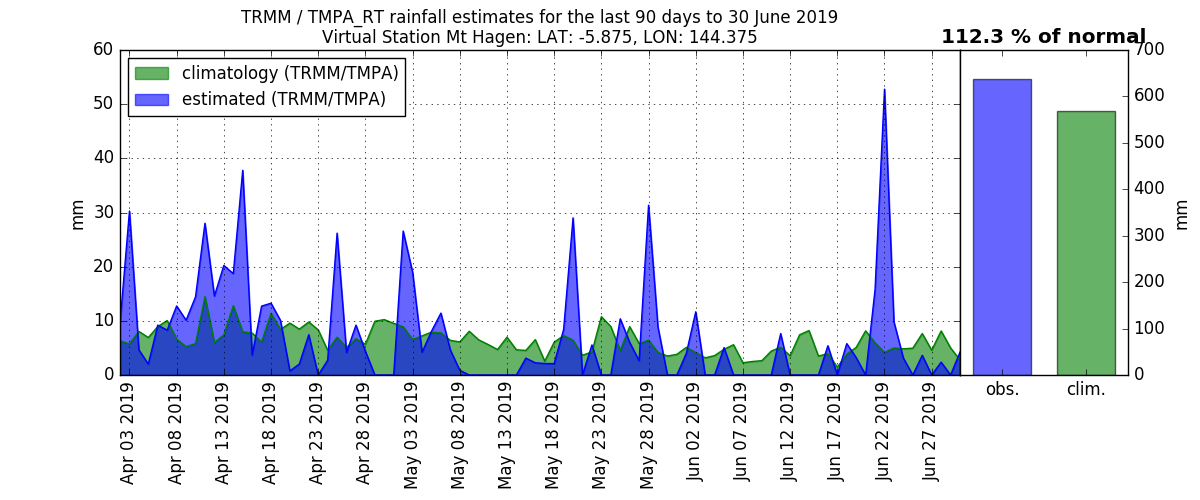 TRMM / TMPA_RT rainfall estimates for the last 90 days to 30 June 2019
Virtual Station Mt Hagen: LAT: -5.875, LON: 144.375
112.3 % of normal
climatology (TRMM/TMPA)
estimated (TRMM/TMPA)
mm
60
50
40
30
20
10
0
Apr 03 2019
Apr 08 2019
Apr 13 2019
Apr 18 2019
Apr 23 2019
Apr 28 2019
May 03 2019
May 08 2019
May 13 2019
May 18 2019
May 23 2019
May 28 2019
Jun 02 2019
Jun 07 2019
Jun 12 2019
Jun 17 2019
Jun 22 2019
Jun 27 2019
700
600
500
400
300
200
100
0
mm
obs.
clim.